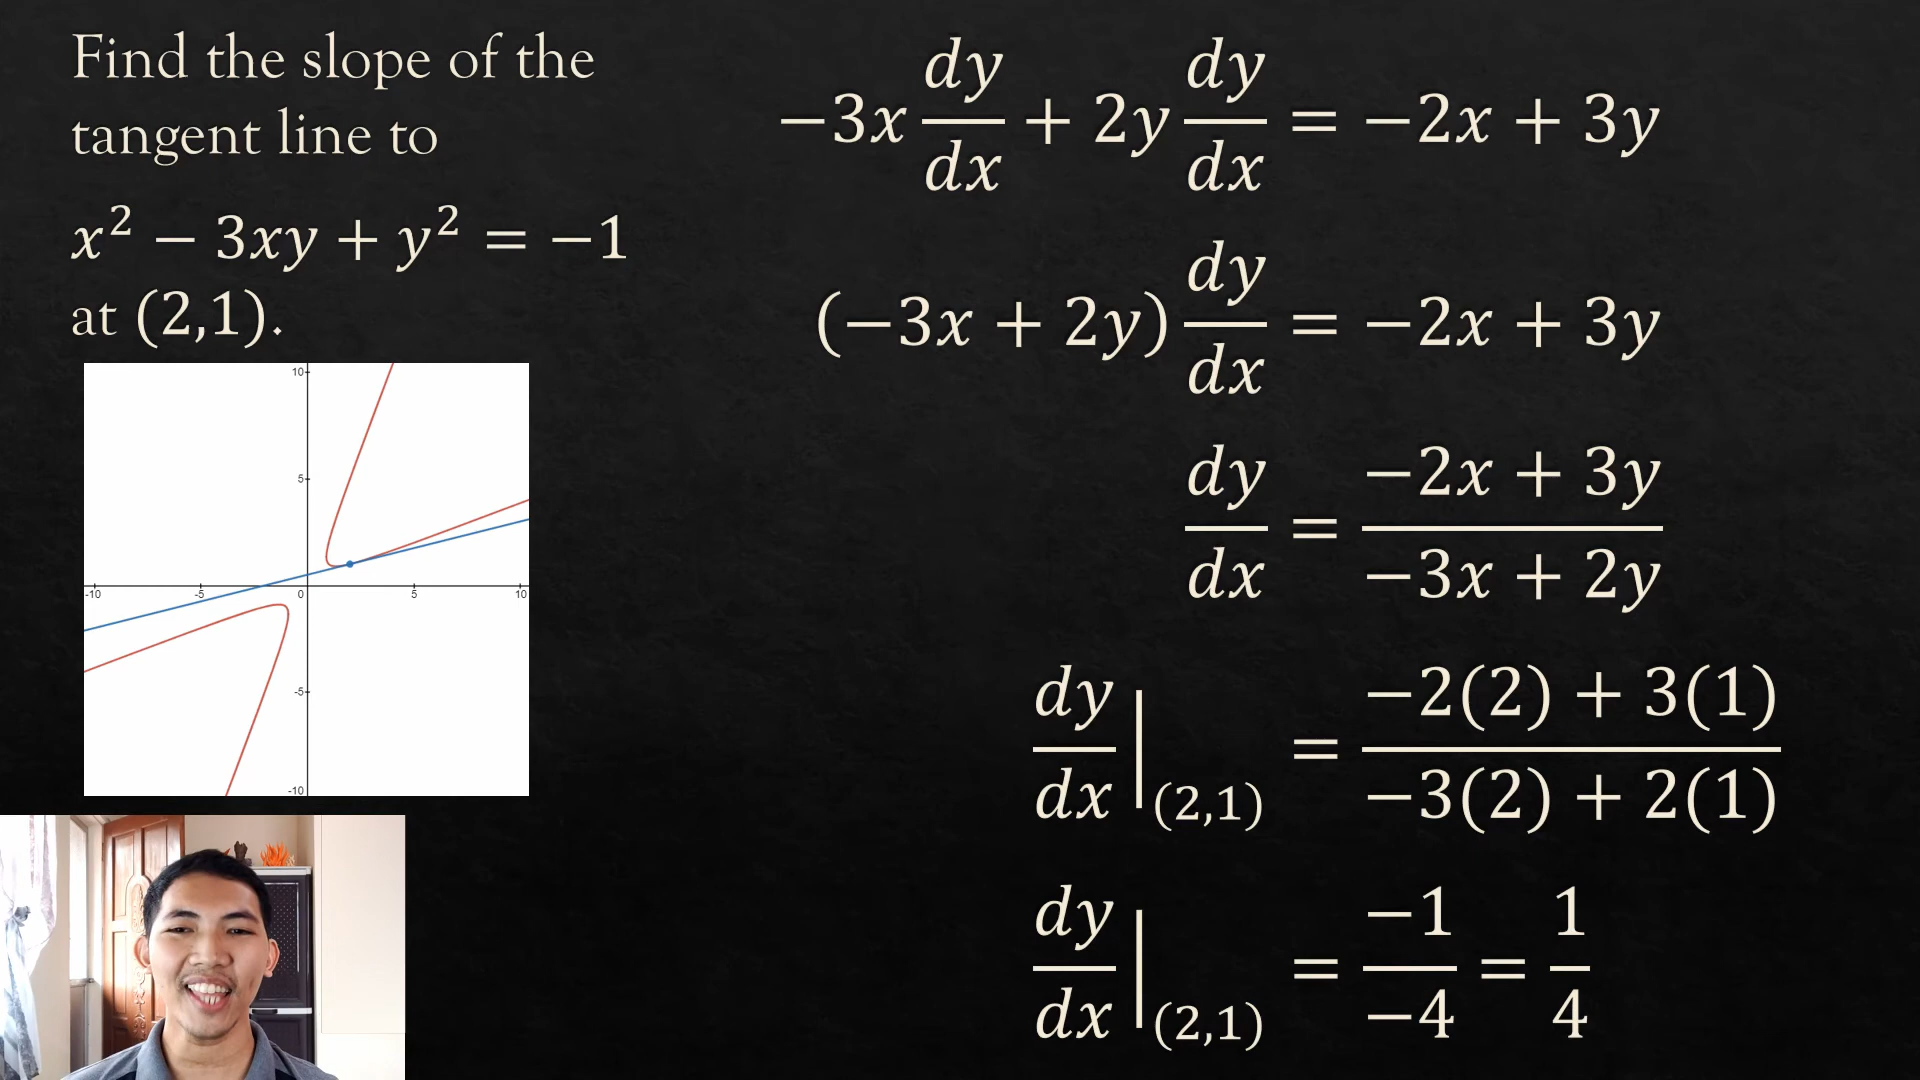 Find the slope of the
tangent line to
x² − 3xy + y² = −1
at (2,1).
10
5
-10 -5 0 5 10
-5
-10
−3x dy/dx + 2y dy/dx = −2x + 3y
(−3x + 2y) dy/dx = −2x + 3y
dy/dx = (−2x + 3y)/(−3x + 2y)
dy/dx |(2,1) = (−2(2) + 3(1))/(−3(2) + 2(1))
dy/dx |(2,1) = −1/−4 = 1/4